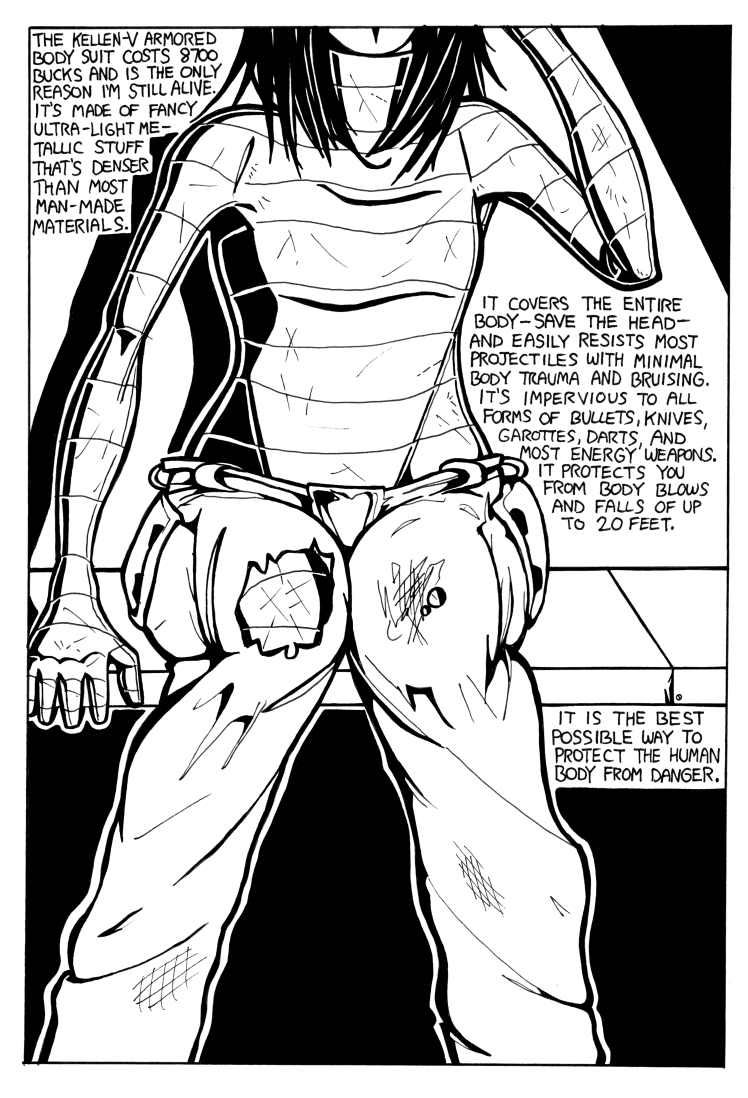 THE KELLEN-V ARMORED
BODY SUIT COSTS 8700
BUCKS AND IS THE ONLY
REASON I'M STILL ALIVE.
IT'S MADE OF FANCY
ULTRA-LIGHT ME-
TALLIC STUFF
THAT'S DENSER
THAN MOST
MAN-MADE
MATERIALS.
IT COVERS THE ENTIRE
BODY-SAVE THE HEAD-
AND EASILY RESISTS MOST
PROJECTILES WITH MINIMAL
BODY TRAUMA AND BRUISING.
IT'S IMPERVIOUS TO ALL
FORMS OF BULLETS, KNIVES,
GAROTTES, DARTS, AND
MOST ENERGY WEAPONS.
IT PROTECTS YOU
FROM BODY BLOWS
AND FALLS OF UP
TO 20 FEET.
IT IS THE BEST
POSSIBLE WAY TO
PROTECT THE HUMAN
BODY FROM DANGER.